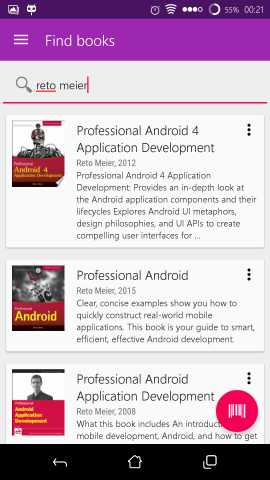 55% 00:21
Find books
reto meier
Professional Android 4
Application Development
Reto Meier, 2012
Professional Android 4 Application
Development: Provides an in-depth look at
the Android application components and their
lifecycles Explores Android UI metaphors,
design philosophies, and UI APIs to create
compelling user interfaces for ...
Professional Android
Reto Meier, 2015
Clear, concise examples show you how to
quickly construct real-world mobile
applications. This book is your guide to smart,
efficient, effective Android development.
Professional Android
Application Development
Reto Meier, 2008
What this book includes An introduct
mobile development, Android, and how to get